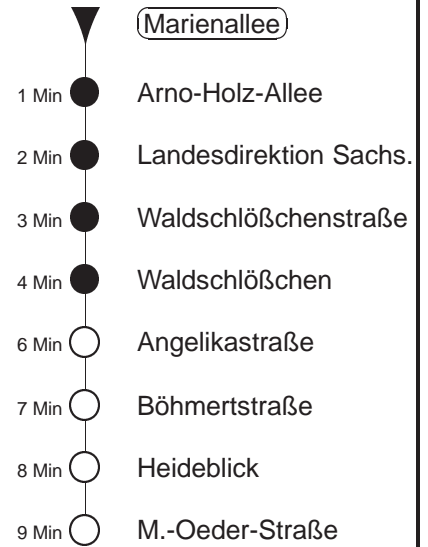 Marienallee
1 Min Arno-Holz-Allee
2 Min Landesdirektion Sachs.
3 Min Waldschlößchenstraße
4 Min Waldschlößchen
6 Min Angelikastraße
7 Min Böhmertstraße
8 Min Heideblick
9 Min M.-Oeder-Straße